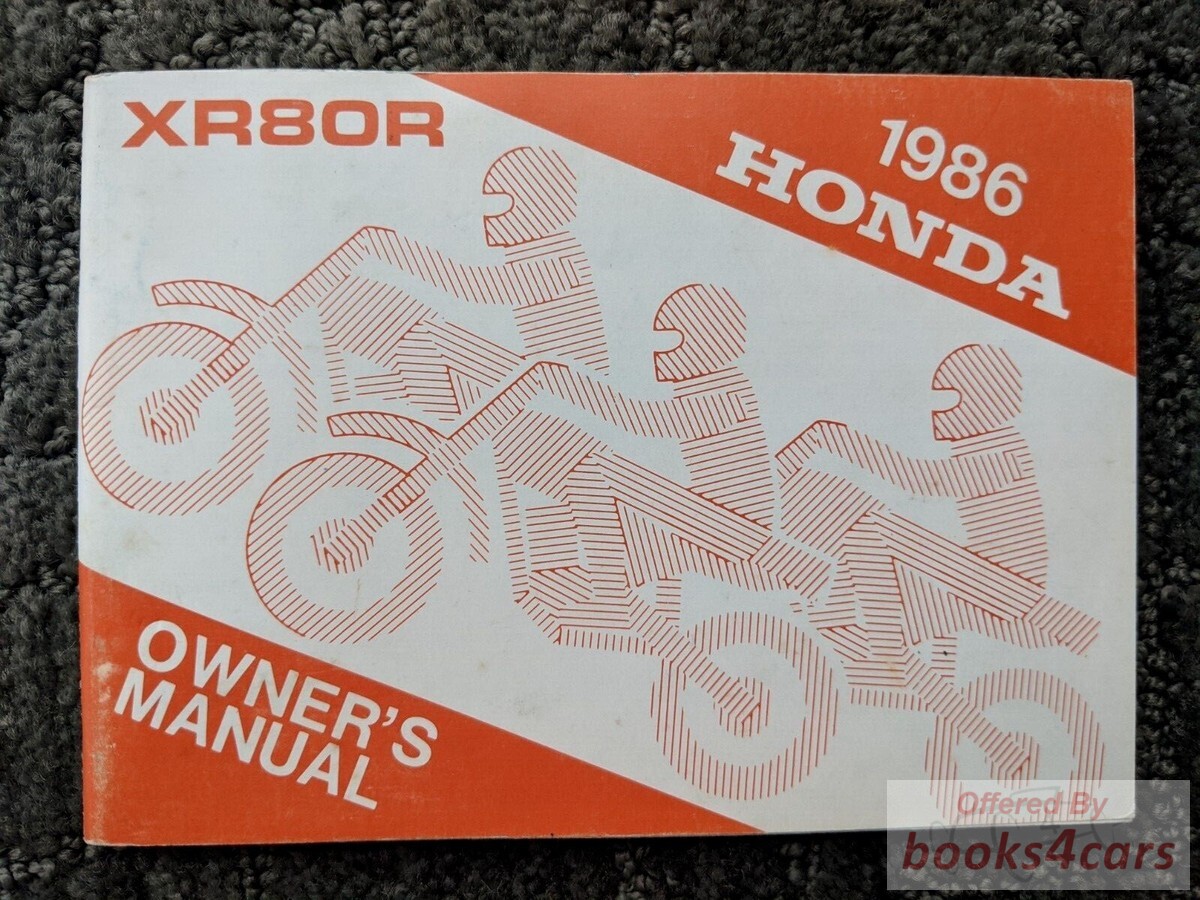 XR80R
1986
HONDA
OWNER'S
MANUAL
Offered By
books4cars